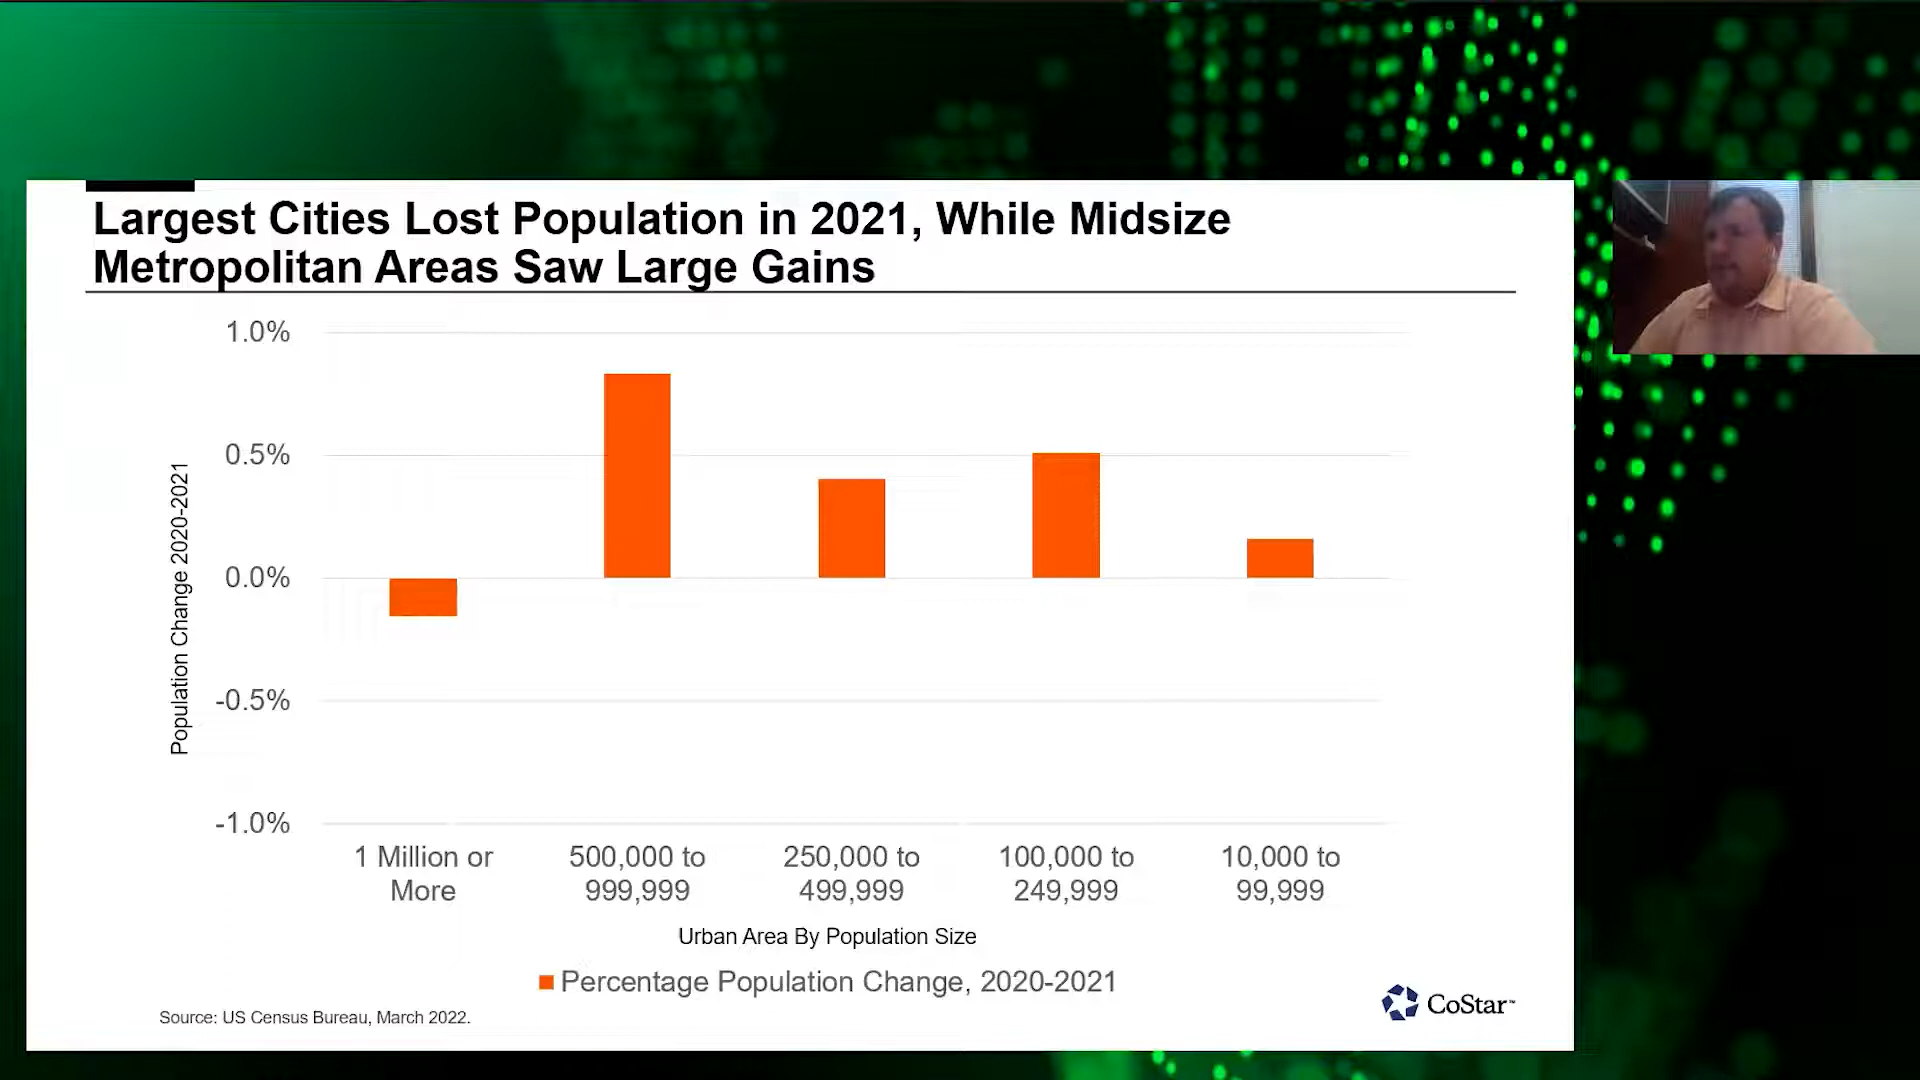 Largest Cities Lost Population in 2021, While Midsize
Metropolitan Areas Saw Large Gains
Population Change 2020-2021
1.0%
0.5%
0.0%
-0.5%
-1.0%
1 Million or
More
500,000 to
999,999
250,000 to
499,999
100,000 to
249,999
10,000 to
99,999
Urban Area By Population Size
Percentage Population Change, 2020-2021
Source: US Census Bureau, March 2022.
CoStar™